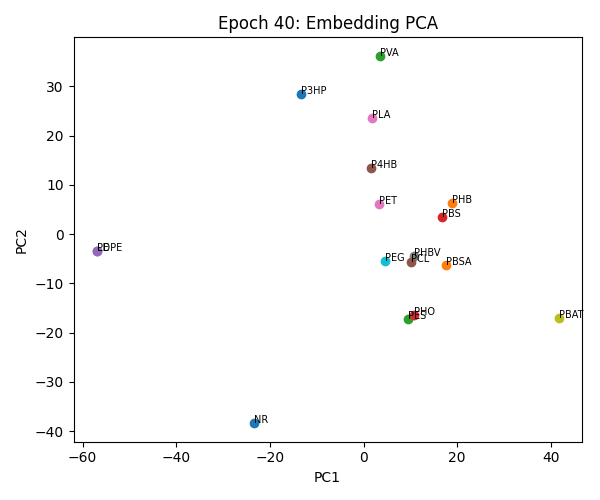 Epoch 40: Embedding PCA
PVA
P3HP
PLA
P4HB
PET
PHB
PBS
PHBV
PCL
PEG
PBSA
LDPE
PHO
PES
PBAT
NR
PC2
30
20
10
0
−10
−20
−30
−40
−60
−40
−20
0
20
40
PC1